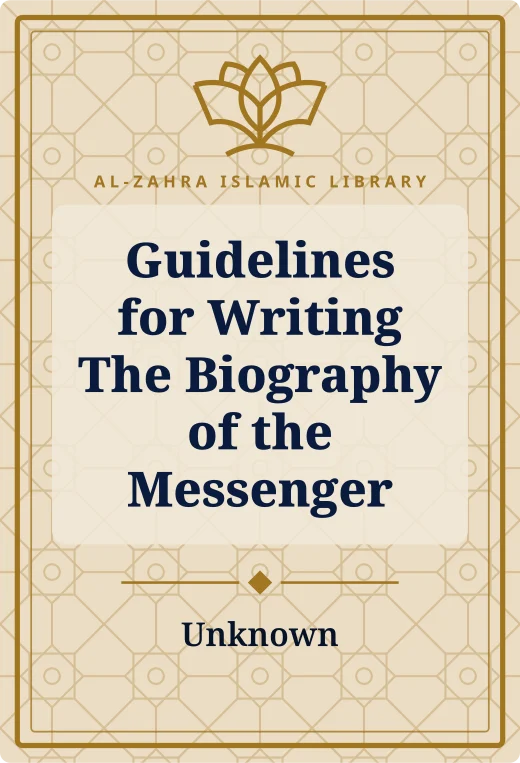 AL-ZAHRA ISLAMIC LIBRARY
Guidelines
for Writing
The Biography
of the
Messenger
Unknown